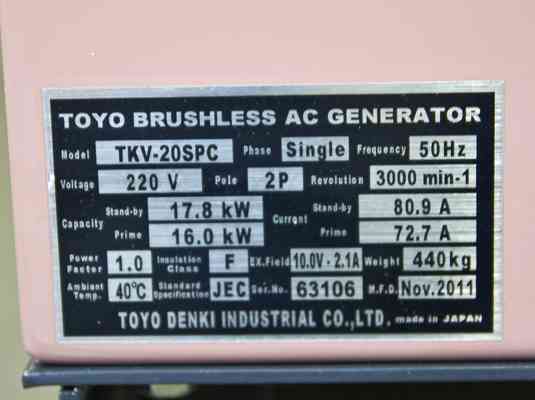 TOYO BRUSHLESS AC GENERATOR
Model TKV-20SPC Phase Single Frequency 50Hz
Voltage 220 V Pole 2P Revolution 3000 min-1
Capacity Stand-by 17.8 kW Current Stand-by 80.9 A
Prime 16.0 kW Prime 72.7 A
Power Factor 1.0 Insulation Class F EX.Field 10.0V-2.1A Weight 440kg
Ambient Temp. 40°C Standard Specification JEC Ser.No. 63106 M.F.D. Nov.2011
TOYO DENKI INDUSTRIAL CO.,LTD. made in JAPAN